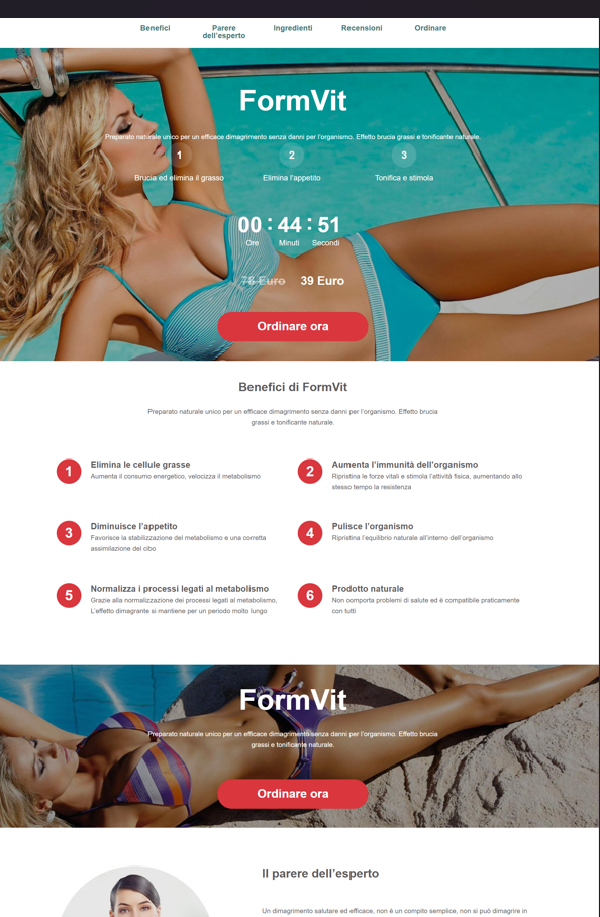 Benefici
Parere
dell'esperto
Ingredienti
Recensioni
Ordinare
FormVit
Preparato naturale unico per un efficace dimagrimento senza danni per l'organismo. Effetto brucia grassi e tonificante naturale.
1
2
3
Brucia ed elimina il grasso
Elimina l'appetito
Tonifica e stimola
00 : 44 : 51
Ore Minuti Secondi
78 Euro 39 Euro
Ordinare ora
Benefici di FormVit
Preparato naturale unico per un efficace dimagrimento senza danni per l'organismo. Effetto brucia
grassi e tonificante naturale.
1
Elimina le cellule grasse
Aumenta il consumo energetico, velocizza il metabolismo
2
Aumenta l'immunità dell'organismo
Ripristina le forze vitali e stimola l'attività fisica, aumentando allo
stesso tempo la resistenza
3
Diminuisce l'appetito
Favorisce la stabilizzazione del metabolismo e una corretta
assimilazione del cibo
4
Pulisce l'organismo
Ripristina l'equilibrio naturale all'interno dell'organismo
5
Normalizza i processi legati al metabolismo
Grazie alla normalizzazione dei processi legati al metabolismo,
L'effetto dimagrante si mantiene per un periodo molto lungo
6
Prodotto naturale
Non comporta problemi di salute ed è compatibile praticamente
con tutti
FormVit
Preparato naturale unico per un efficace dimagrimento senza danni per l'organismo. Effetto brucia
grassi e tonificante naturale.
Ordinare ora
Il parere dell'esperto
Un dimagrimento salutare ed efficace, non è un compito semplice, non si può dimagrire in